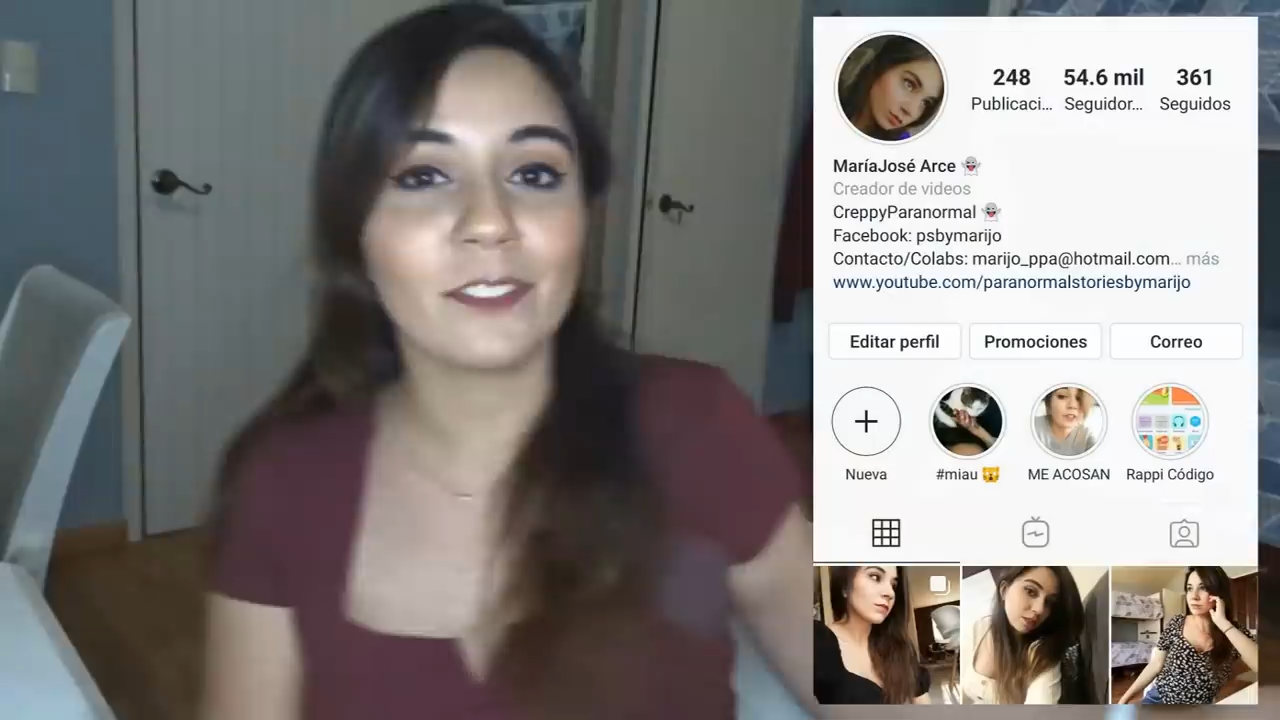 248 54.6 mil 361
Publicaci... Seguidor... Seguidos
MaríaJosé Arce 👻
Creador de videos
CreppyParanormal 👻
Facebook: psbymarijo
Contacto/Colabs: marijo_ppa@hotmail.com... más
www.youtube.com/paranormalstoriesbymarijo
Editar perfil Promociones Correo
Nueva #miau 🐱 ME ACOSAN Rappi Código